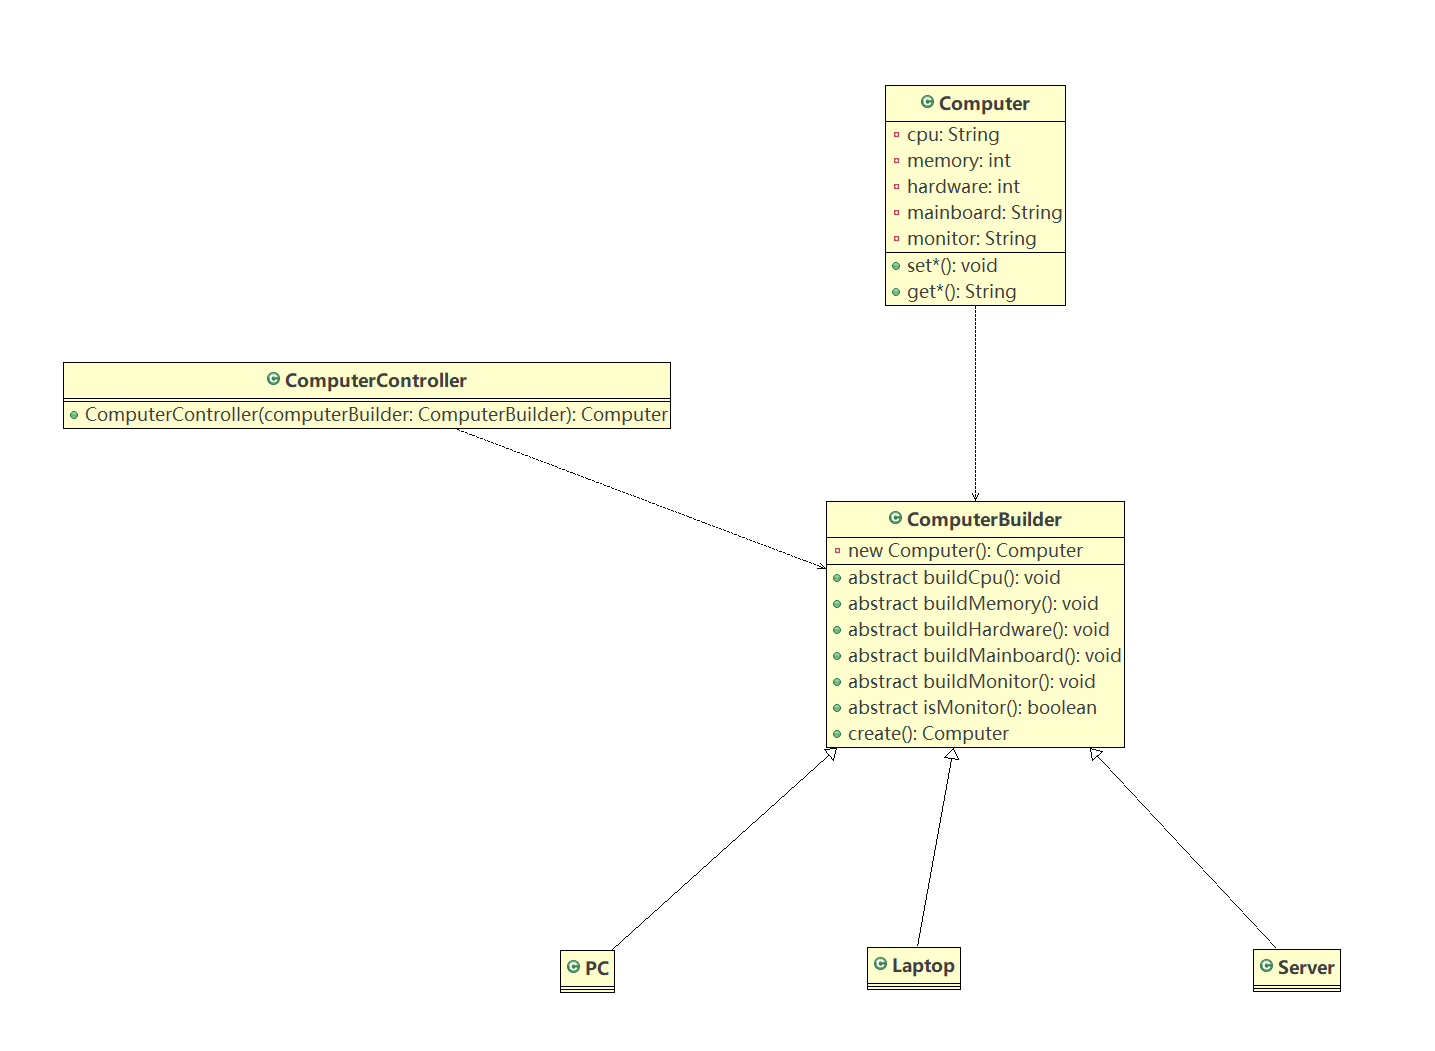 Computer
cpu: String
memory: int
hardware: int
mainboard: String
monitor: String
set*(): void
get*(): String
ComputerController
ComputerController(computerBuilder: ComputerBuilder): Computer
ComputerBuilder
new Computer(): Computer
abstract buildCpu(): void
abstract buildMemory(): void
abstract buildHardware(): void
abstract buildMainboard(): void
abstract buildMonitor(): void
abstract isMonitor(): boolean
create(): Computer
PC
Laptop
Server